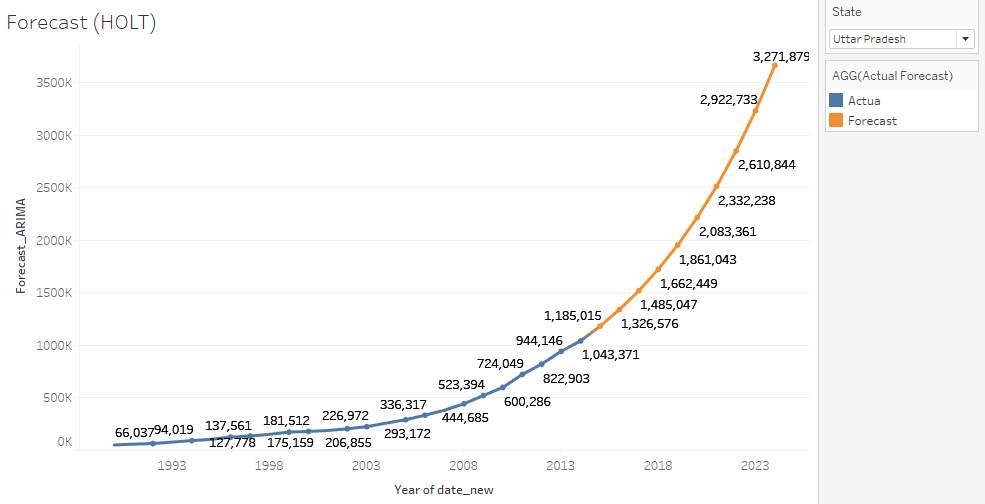 Forecast (HOLT)
State
Uttar Pradesh
AGG(Actual Forecast)
Actua
Forecast
Forecast_ARIMA
3500K
3000K
2500K
2000K
1500K
1000K
500K
0K
66,037
94,019
137,561
127,778
181,512
175,159
226,972
206,855
336,317
293,172
523,394
444,685
724,049
600,286
944,146
822,903
1,185,015
1,043,371
1,326,576
1,485,047
1,662,449
1,861,043
2,083,361
2,332,238
2,610,844
2,922,733
3,271,879
1993
1998
2003
2008
2013
2018
2023
Year of date_new